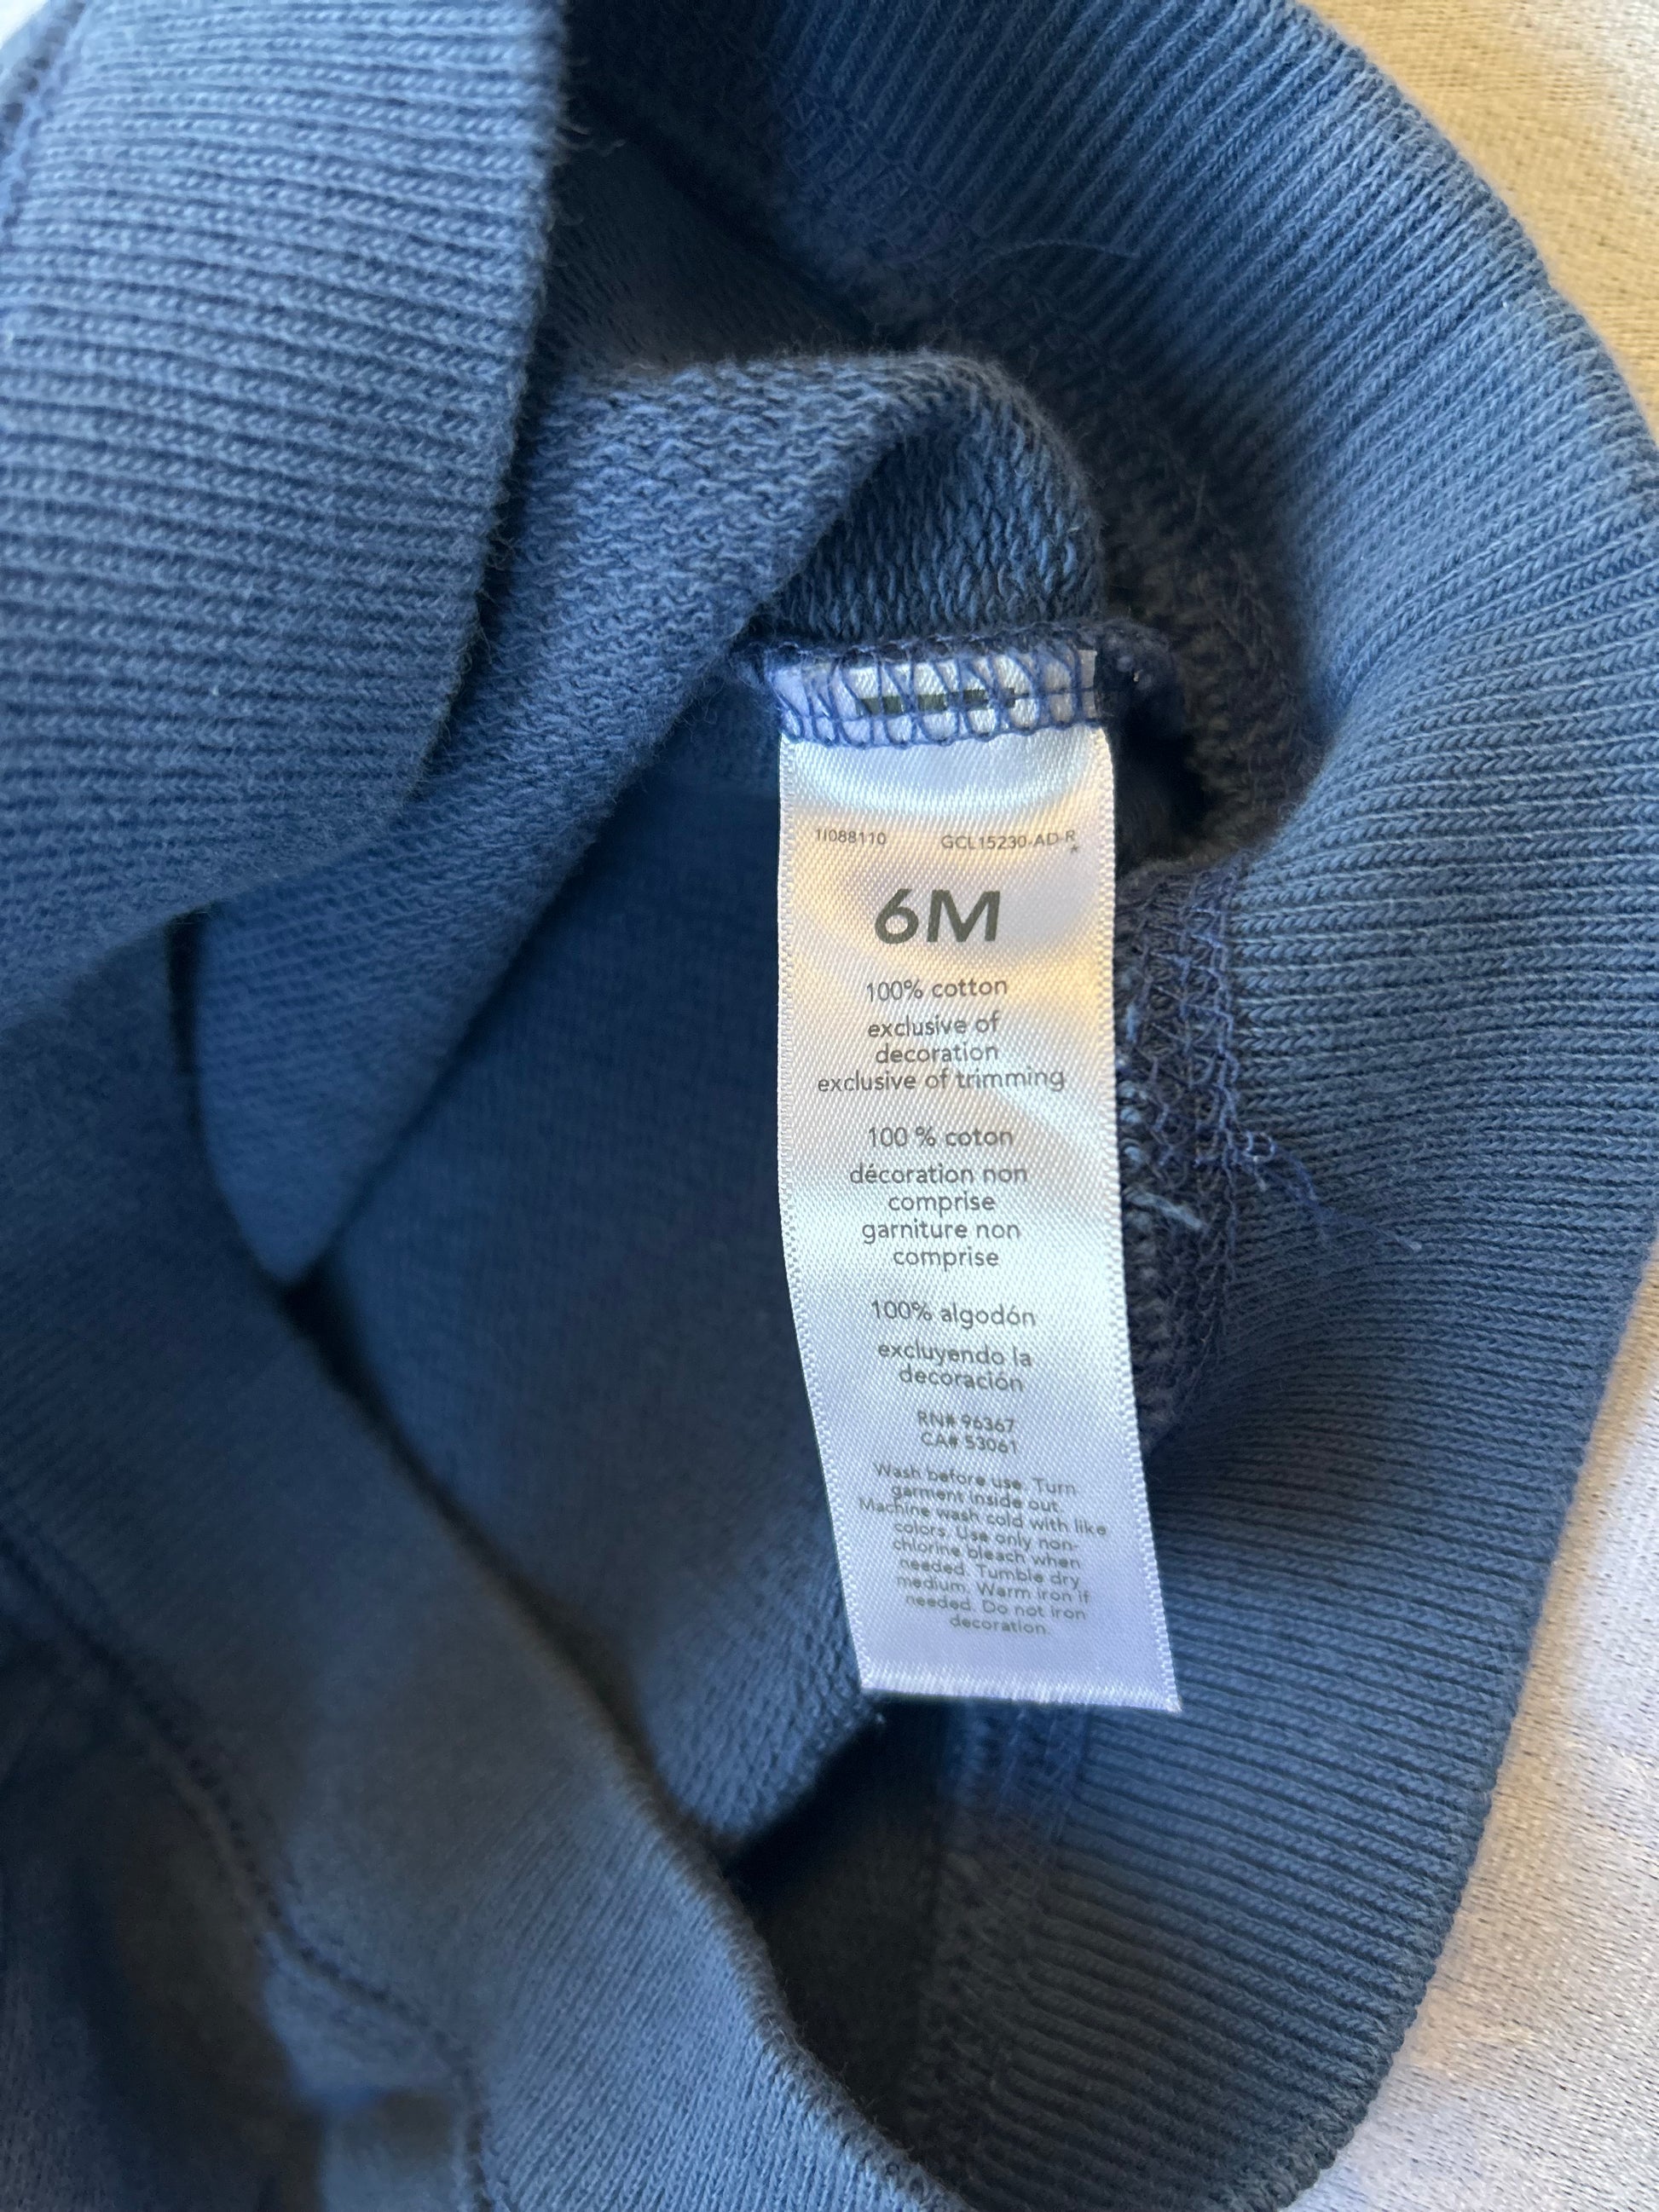 1I088110 GCL15230-AD-R
*
6M
100% cotton
exclusive of
decoration
exclusive of trimming
100 % coton
décoration non
comprise
garniture non
comprise
100% algodón
excluyendo la
decoración
RN# 96367
CA# 53061
Wash before use. Turn
garment inside out.
Machine wash cold with like
colors. Use only non-
chlorine bleach when
needed. Tumble dry
medium. Warm iron if
needed. Do not iron
decoration.